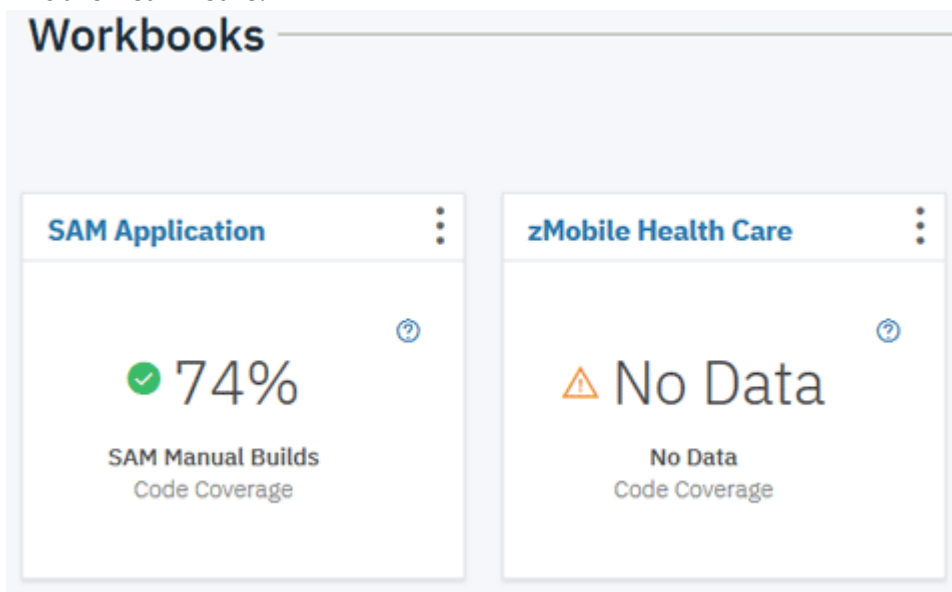 Workbooks
SAM Application
zMobile Health Care
74%
SAM Manual Builds
Code Coverage
No Data
No Data
Code Coverage